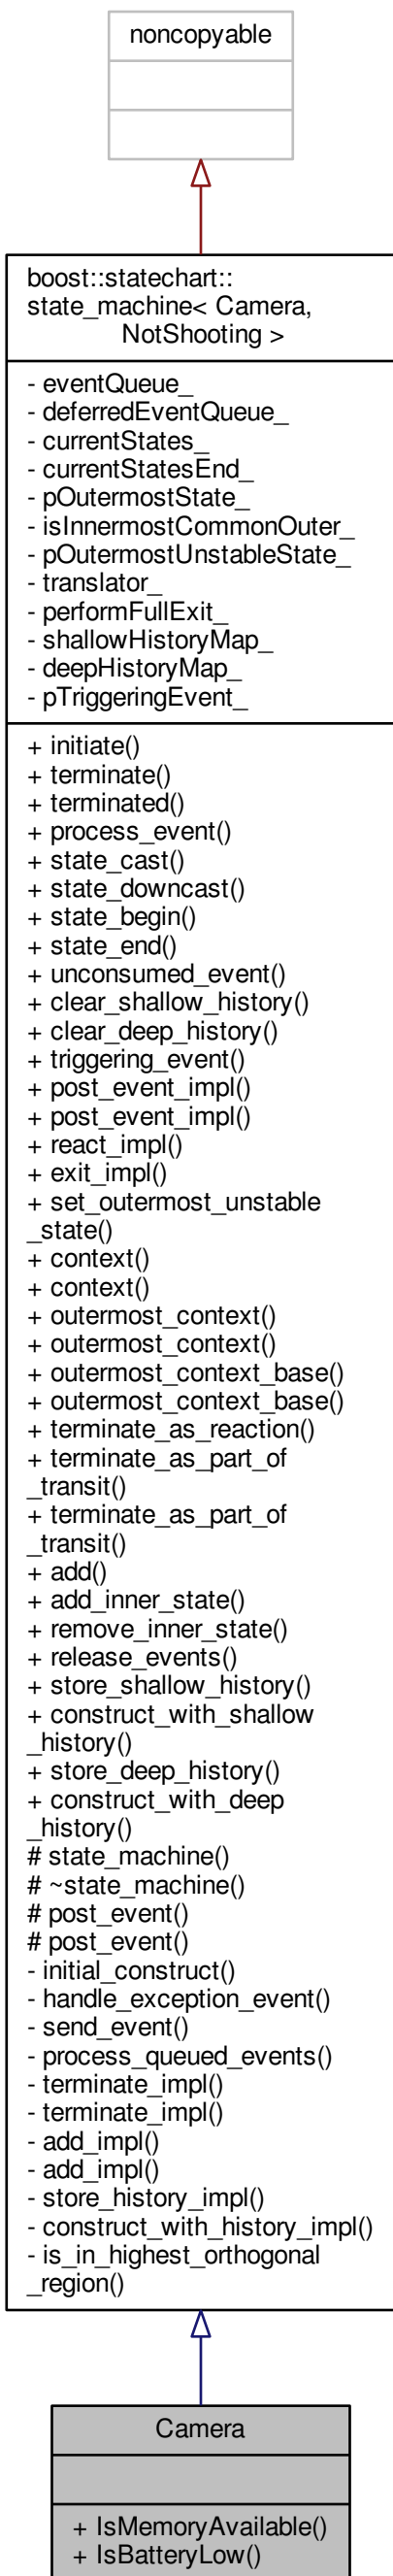 noncopyable
boost::statechart::
state_machine< Camera,
NotShooting >
- eventQueue_
- deferredEventQueue_
- currentStates_
- currentStatesEnd_
- pOutermostState_
- isInnermostCommonOuter_
- pOutermostUnstableState_
- translator_
- performFullExit_
- shallowHistoryMap_
- deepHistoryMap_
- pTriggeringEvent_
+ initiate()
+ terminate()
+ terminated()
+ process_event()
+ state_cast()
+ state_downcast()
+ state_begin()
+ state_end()
+ unconsumed_event()
+ clear_shallow_history()
+ clear_deep_history()
+ triggering_event()
+ post_event_impl()
+ post_event_impl()
+ react_impl()
+ exit_impl()
+ set_outermost_unstable
_state()
+ context()
+ context()
+ outermost_context()
+ outermost_context()
+ outermost_context_base()
+ outermost_context_base()
+ terminate_as_reaction()
+ terminate_as_part_of
_transit()
+ terminate_as_part_of
_transit()
+ add()
+ add_inner_state()
+ remove_inner_state()
+ release_events()
+ store_shallow_history()
+ construct_with_shallow
_history()
+ store_deep_history()
+ construct_with_deep
_history()
# state_machine()
# ~state_machine()
# post_event()
# post_event()
- initial_construct()
- handle_exception_event()
- send_event()
- process_queued_events()
- terminate_impl()
- terminate_impl()
- add_impl()
- add_impl()
- store_history_impl()
- construct_with_history_impl()
- is_in_highest_orthogonal
_region()
Camera
+ IsMemoryAvailable()
+ IsBatteryLow()